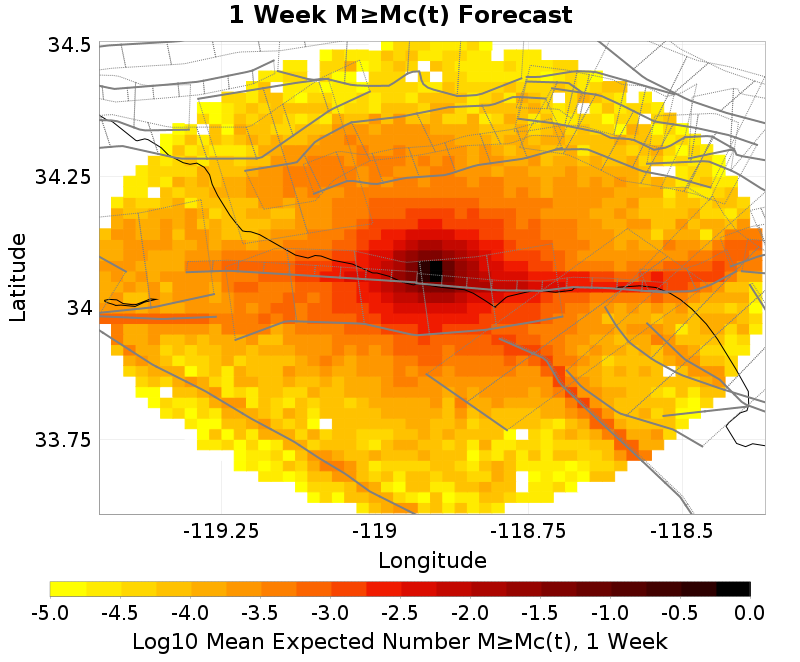 1 Week M≥Mc(t) Forecast
34.5
34.25
34
33.75
Latitude
-119.25 -119 -118.75 -118.5
Longitude
-5.0 -4.5 -4.0 -3.5 -3.0 -2.5 -2.0 -1.5 -1.0 -0.5 0.0
Log10 Mean Expected Number M≥Mc(t), 1 Week